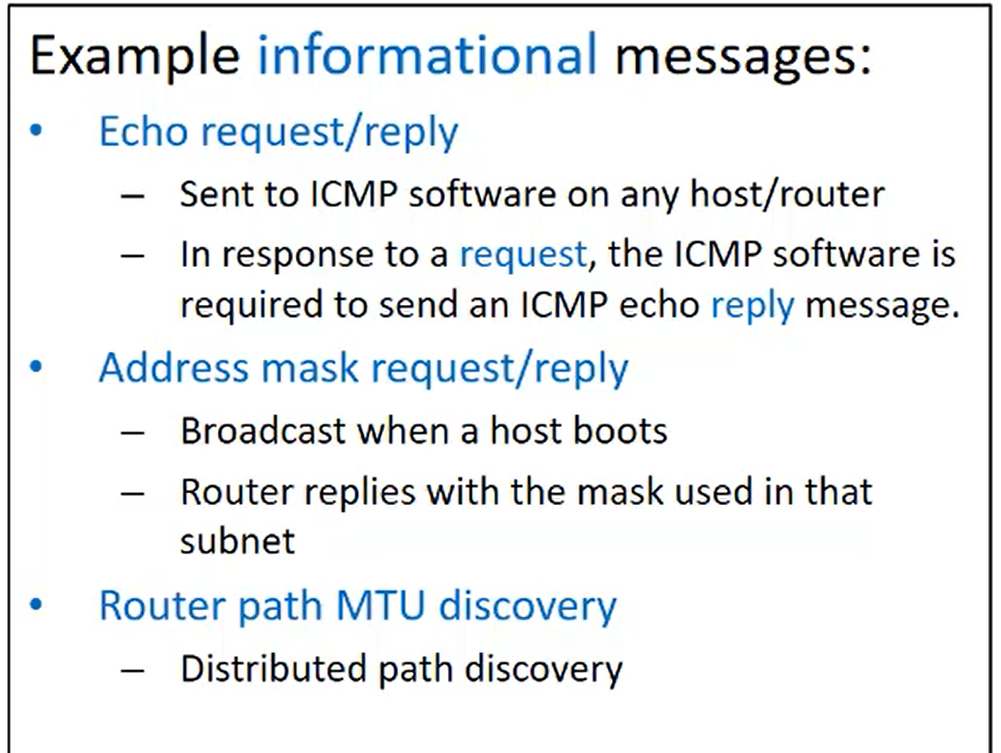 Example informational messages:
• Echo request/reply
– Sent to ICMP software on any host/router
– In response to a request, the ICMP software is
required to send an ICMP echo reply message.
• Address mask request/reply
– Broadcast when a host boots
– Router replies with the mask used in that
subnet
• Router path MTU discovery
– Distributed path discovery